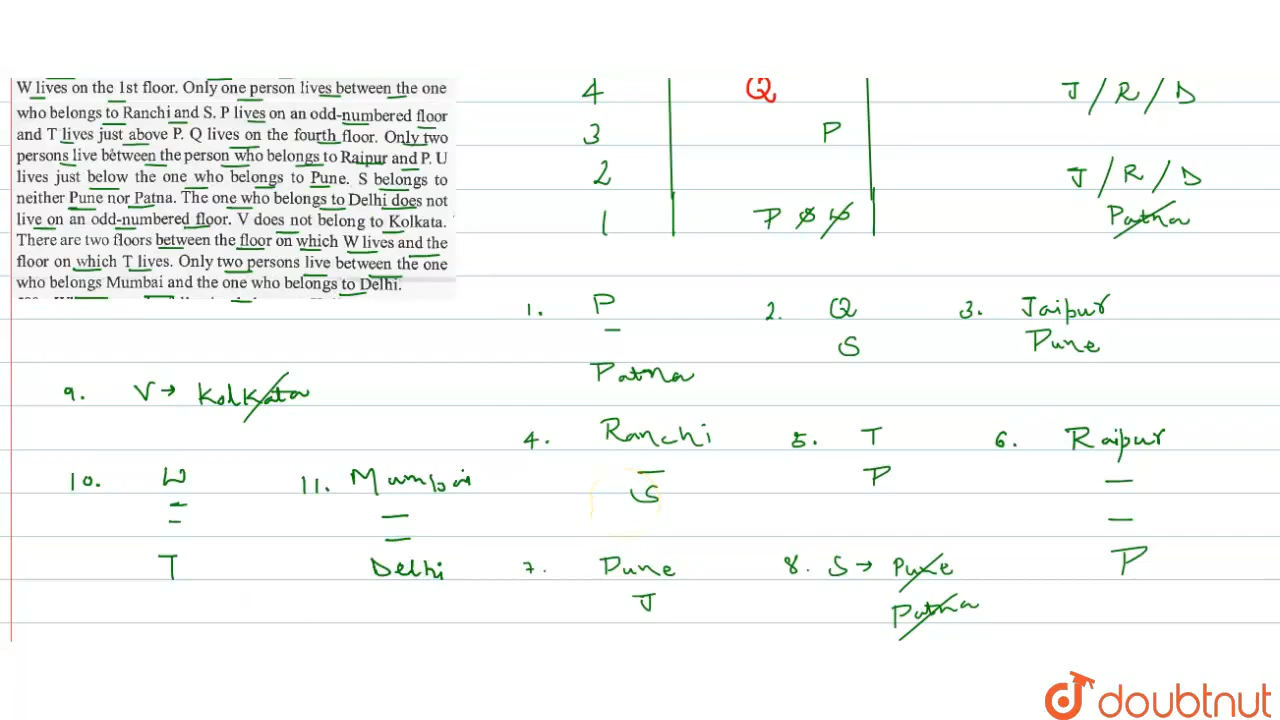 W lives on the 1st floor. Only one person lives between the one
who belongs to Ranchi and S. P lives on an odd-numbered floor
and T lives just above P. Q lives on the fourth floor. Only two
persons live between the person who belongs to Raipur and P. U
lives just below the one who belongs to Pune. S belongs to
neither Pune nor Patna. The one who belongs to Delhi does not
live on an odd-numbered floor. V does not belong to Kolkata.
There are two floors between the floor on which W lives and the
floor on which T lives. Only two persons live between the one
who belongs Mumbai and the one who belongs to Delhi.
4 Q J / R / D
3 P
2 J / R / D
1 P Patna
1. P
Patna
2. Q
S
3. Jaipur
Pune
9. V → Kolkata
4. Ranchi
S
5. T
P
6. Raipur
P
10. W
T
11. Mumbai
Delhi
7. Pune
J
8. S → Pune
Patna
doubtnut